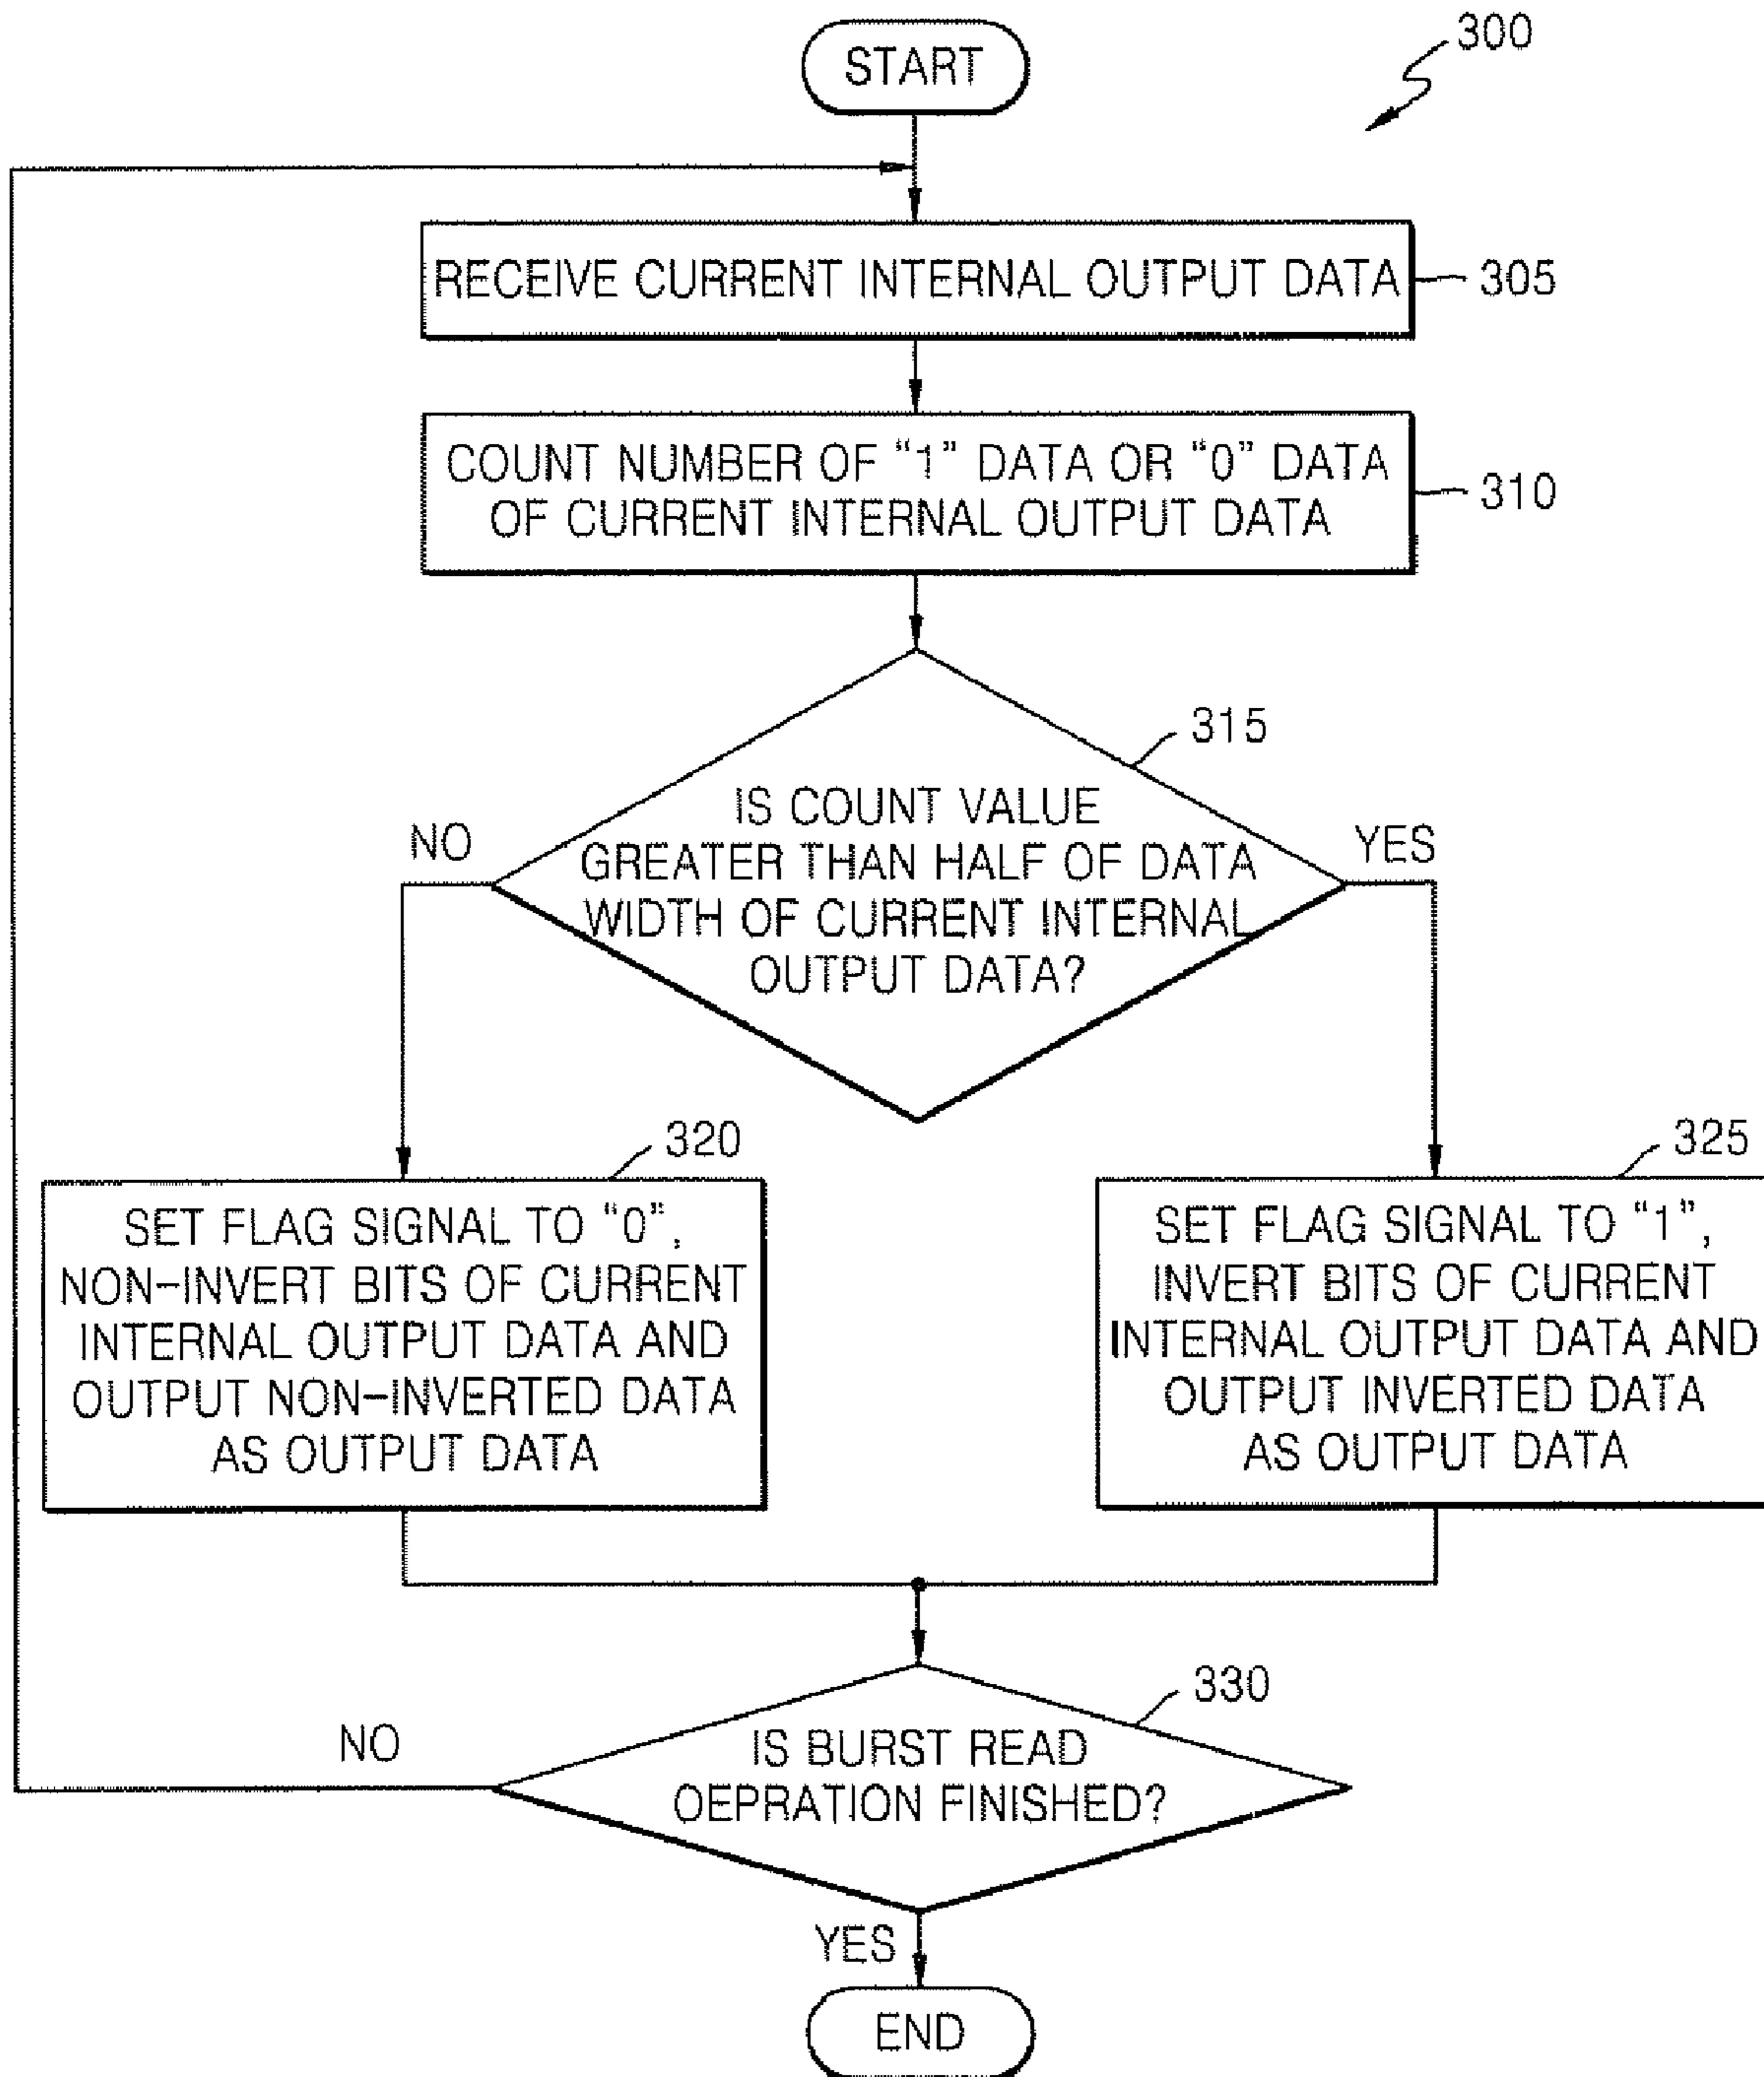 START
300
RECEIVE CURRENT INTERNAL OUTPUT DATA
305
COUNT NUMBER OF “1” DATA OR “0” DATA
OF CURRENT INTERNAL OUTPUT DATA
310
315
IS COUNT VALUE
GREATER THAN HALF OF DATA
WIDTH OF CURRENT INTERNAL
OUTPUT DATA?
NO
YES
320
SET FLAG SIGNAL TO “0”,
NON-INVERT BITS OF CURRENT
INTERNAL OUTPUT DATA AND
OUTPUT NON-INVERTED DATA
AS OUTPUT DATA
325
SET FLAG SIGNAL TO “1”,
INVERT BITS OF CURRENT
INTERNAL OUTPUT DATA AND
OUTPUT INVERTED DATA
AS OUTPUT DATA
330
NO
IS BURST READ
OEPRATION FINISHED?
YES
END